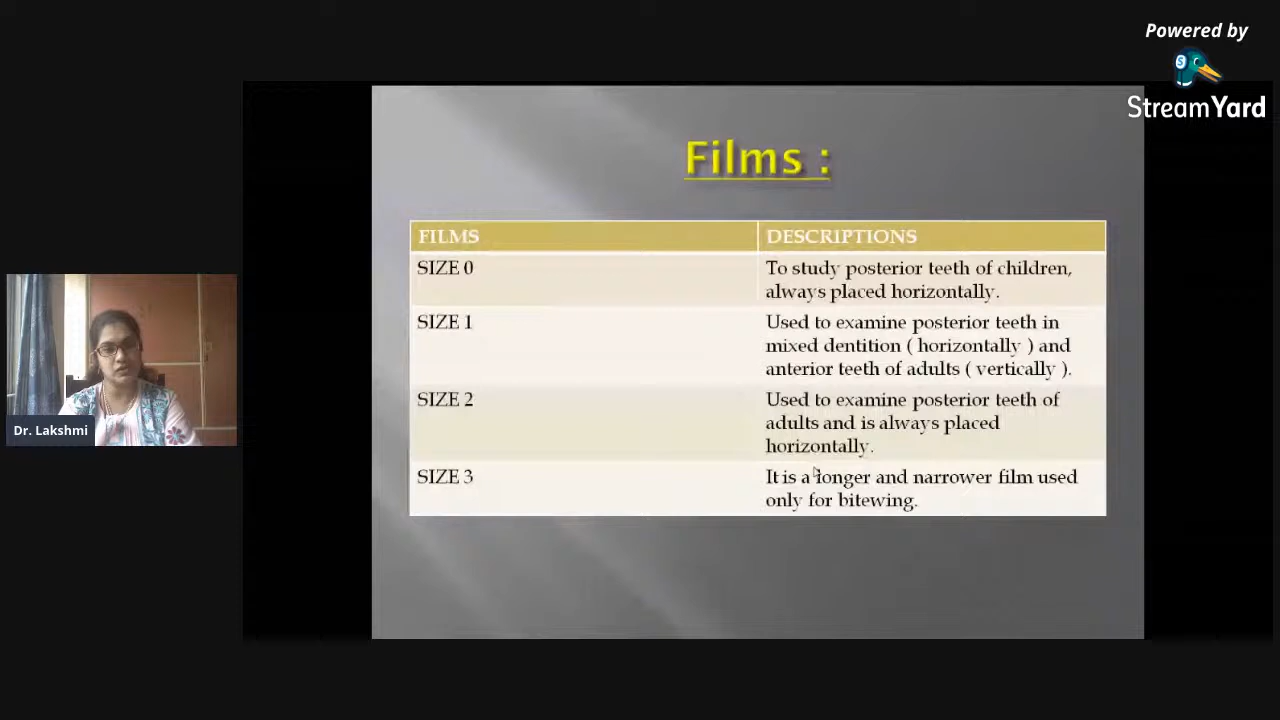 Powered by
StreamYard
Films :
FILMS
DESCRIPTIONS
SIZE 0
To study posterior teeth of children,
always placed horizontally.
SIZE 1
Used to examine posterior teeth in
mixed dentition ( horizontally ) and
anterior teeth of adults ( vertically ).
SIZE 2
Used to examine posterior teeth of
adults and is always placed
horizontally.
SIZE 3
It is a longer and narrower film used
only for bitewing.
Dr. Lakshmi